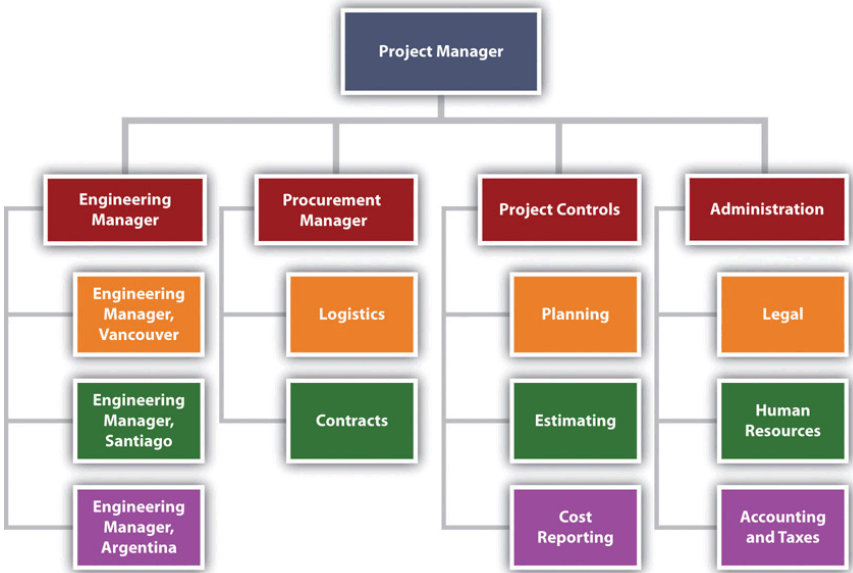 Project Manager
Engineering
Manager
Procurement
Manager
Project Controls
Administration
Engineering
Manager,
Vancouver
Logistics
Planning
Legal
Engineering
Manager,
Santiago
Contracts
Estimating
Human
Resources
Engineering
Manager,
Argentina
Cost
Reporting
Accounting
and Taxes